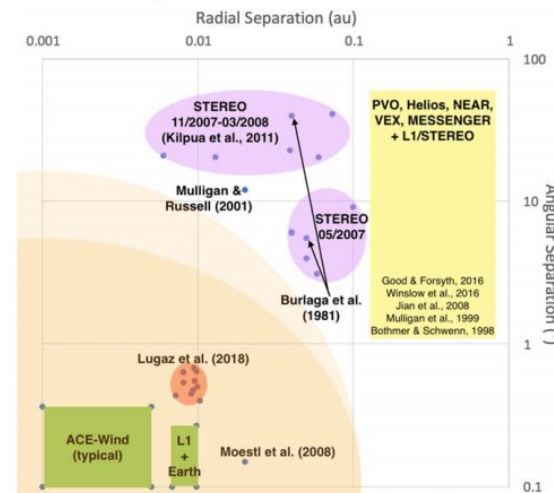 Radial Separation (au)
0.001
0.01
0.1
1
100
STEREO
11/2007-03/2008
(Kilpua et al., 2011)
PVO, Helios, NEAR,
VEX, MESSENGER
+ L1/STEREO
Mulligan &
Russell (2001)
10
STEREO
05/2007
Angular Separation (°)
Burlaga et al.
(1981)
Good & Forsyth, 2016
Winslow et al., 2016
Jian et al., 2008
Mulligan et al., 1999
Bothmer & Schwenn, 1998
1
Lugaz et al. (2018)
ACE-Wind
(typical)
L1
+
Earth
Moestl et al. (2008)
0.1